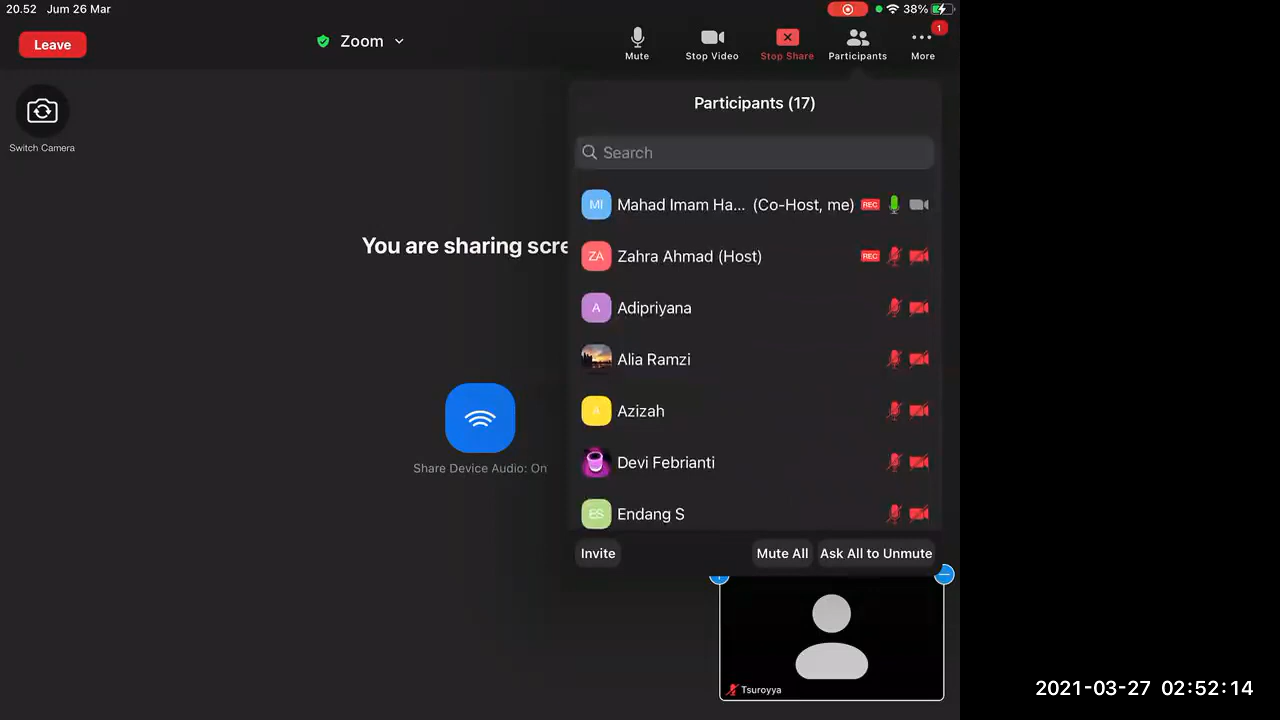 20.52 Jum 26 Mar
38%
Leave
Zoom
Mute
Stop Video
Stop Share
Participants
1
More
Switch Camera
Participants (17)
Search
MI Mahad Imam Ha... (Co-Host, me) REC
You are sharing scre
ZA Zahra Ahmad (Host) REC
A Adipriyana
Alia Ramzi
A Azizah
Devi Febrianti
Share Device Audio: On
ES Endang S
Invite
Mute All
Ask All to Unmute
Tsuroyya
2021-03-27 02:52:14